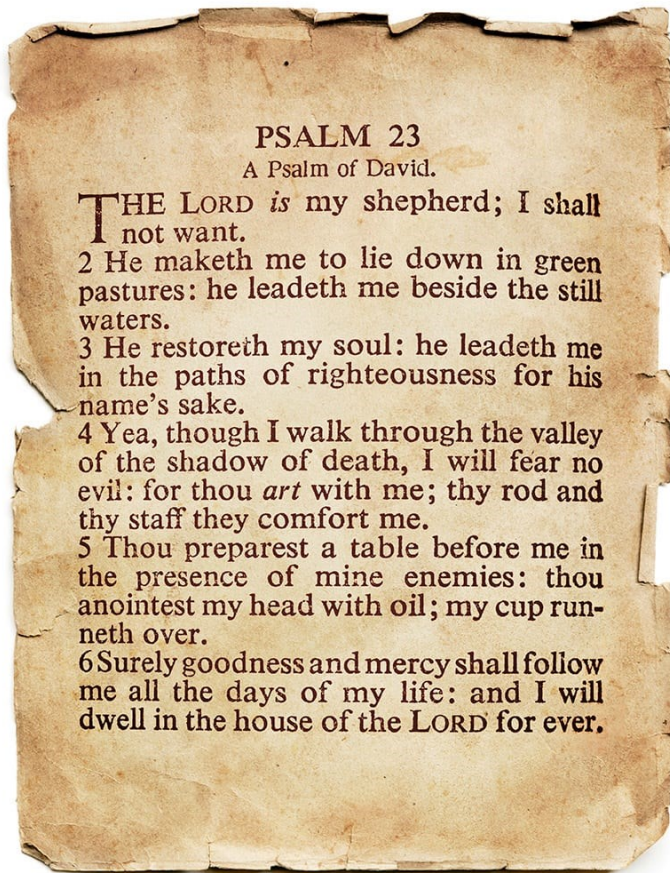 PSALM 23
A Psalm of David.
THE LORD is my shepherd; I shall
not want.
2 He maketh me to lie down in green
pastures: he leadeth me beside the still
waters.
3 He restoreth my soul: he leadeth me
in the paths of righteousness for his
name's sake.
4 Yea, though I walk through the valley
of the shadow of death, I will fear no
evil: for thou art with me; thy rod and
thy staff they comfort me.
5 Thou preparest a table before me in
the presence of mine enemies: thou
anointest my head with oil; my cup run-
neth over.
6 Surely goodness and mercy shall follow
me all the days of my life: and I will
dwell in the house of the LORD for ever.